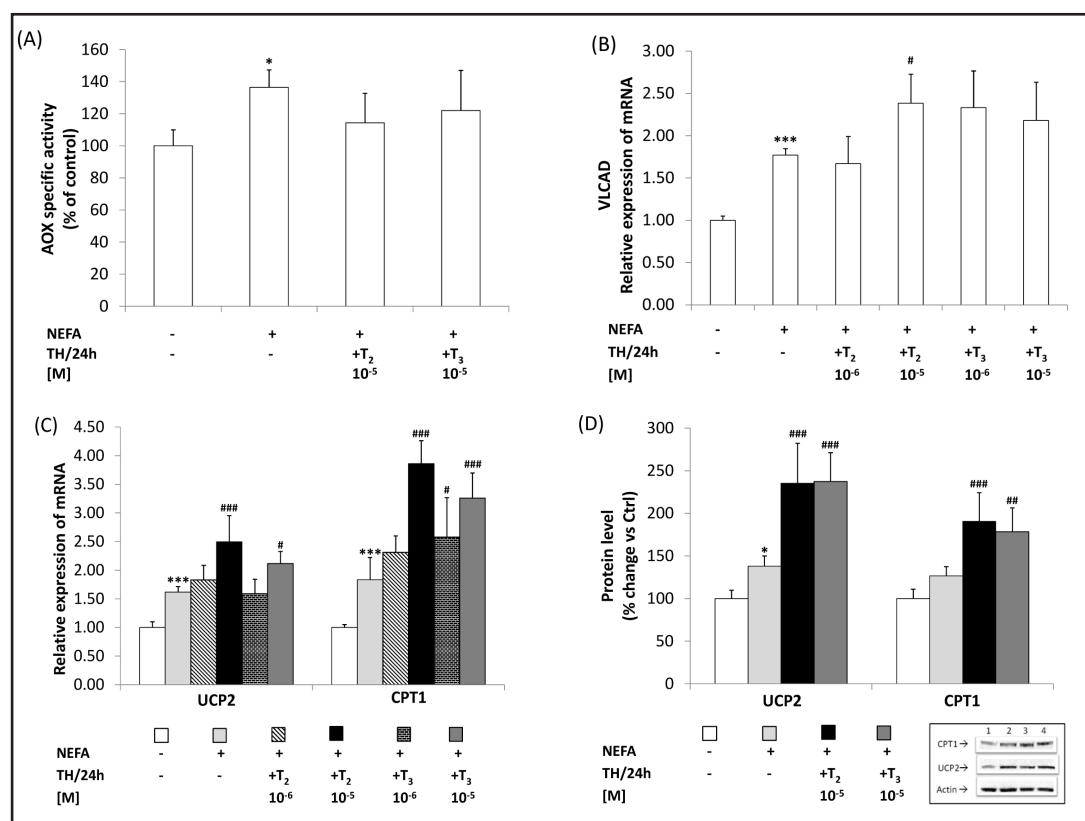 (A)
160
140
120
100
80
60
40
20
0
AOX specific activity
(% of control)
*
NEFA - + + +
TH/24h - - +T₂ +T₃
[M] 10⁻⁵ 10⁻⁵
(B)
3.00
2.50
2.00
1.50
1.00
0.50
0.00
VLCAD
Relative expression of mRNA
*** #
NEFA - + + + + +
TH/24h - - +T₂ +T₂ +T₃ +T₃
[M] 10⁻⁶ 10⁻⁵ 10⁻⁶ 10⁻⁵
(C)
4.50
4.00
3.50
3.00
2.50
2.00
1.50
1.00
0.50
0.00
Relative expression of mRNA
*** ### # *** ### # ###
UCP2 CPT1
NEFA - + + + + +
TH/24h - - +T₂ +T₂ +T₃ +T₃
[M] 10⁻⁶ 10⁻⁵ 10⁻⁶ 10⁻⁵
(D)
300
250
200
150
100
50
0
Protein level
(% change vs Ctrl)
* ### ### ### ##
UCP2 CPT1
NEFA - + + +
TH/24h - - +T₂ +T₃
[M] 10⁻⁵ 10⁻⁵
1 2 3 4
CPT1→
UCP2→
Actin→